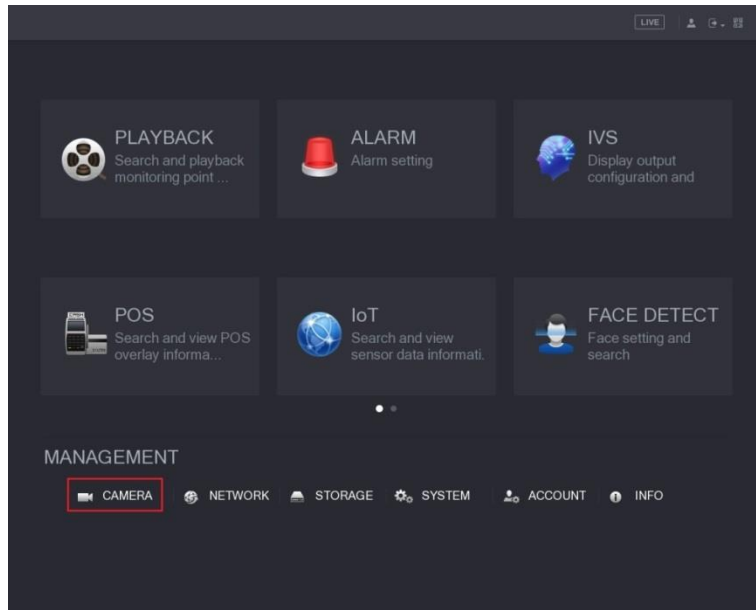 LIVE
PLAYBACK
Search and playback
monitoring point ...
ALARM
Alarm setting
IVS
Display output
configuration and
POS
Search and view POS
overlay informa...
IoT
Search and view
sensor data informati.
FACE DETECT
Face setting and
search
MANAGEMENT
CAMERA NETWORK STORAGE SYSTEM ACCOUNT INFO